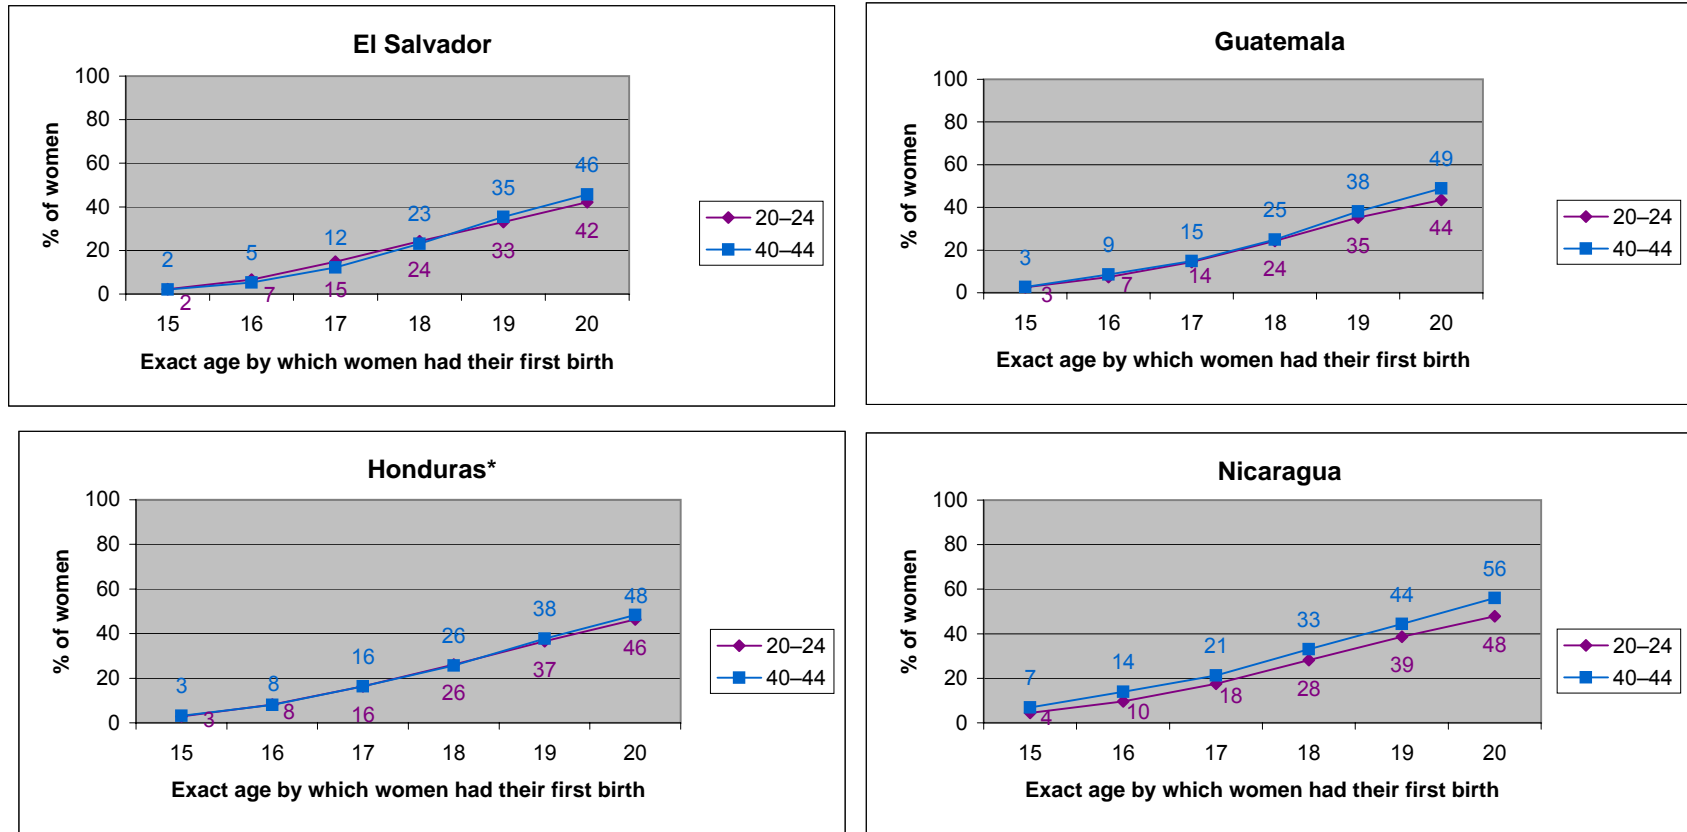 El Salvador
100
80
60
40
20
0
% of women
2 5 12 23 35 46
2 7 15 24 33 42
15 16 17 18 19 20
Exact age by which women had their first birth
20–24
40–44
Guatemala
100
80
60
40
20
0
% of women
3 9 15 25 38 49
3 7 14 24 35 44
15 16 17 18 19 20
Exact age by which women had their first birth
20–24
40–44
Honduras*
100
80
60
40
20
0
% of women
3 8 16 26 38 48
3 8 16 26 37 46
15 16 17 18 19 20
Exact age by which women had their first birth
20–24
40–44
Nicaragua
100
80
60
40
20
0
% of women
7 14 21 33 44 56
4 10 18 28 39 48
15 16 17 18 19 20
Exact age by which women had their first birth
20–24
40–44